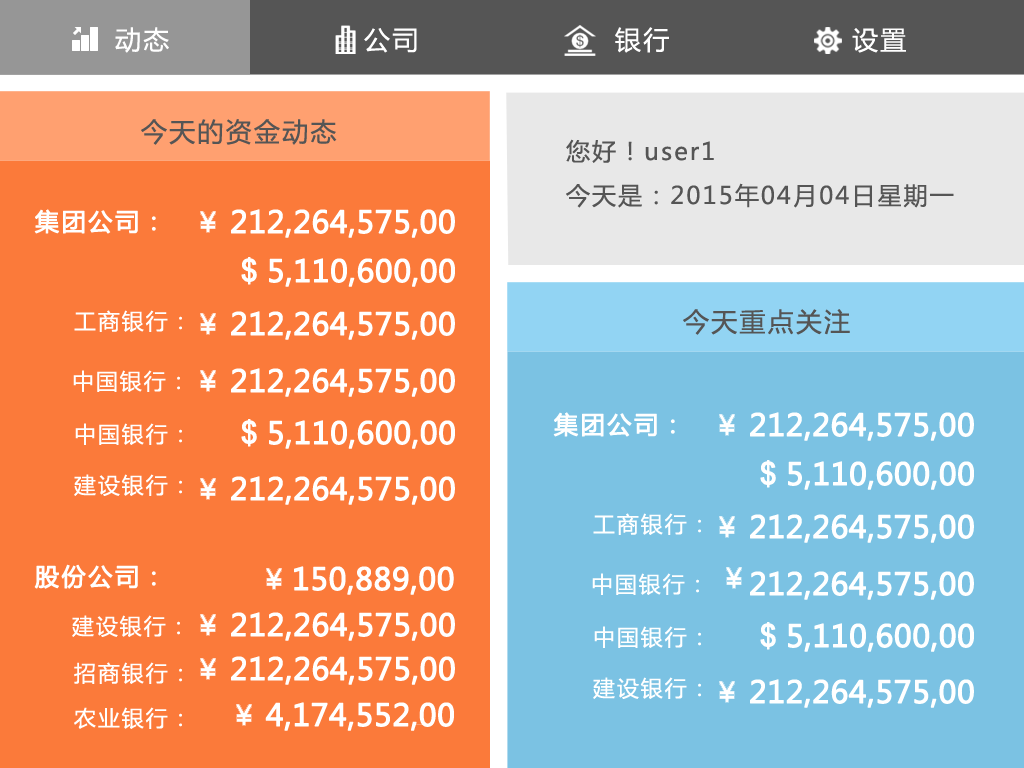 动态 公司 银行 设置
今天的资金动态
集团公司： ¥ 212,264,575,00
$ 5,110,600,00
工商银行： ¥ 212,264,575,00
中国银行： ¥ 212,264,575,00
中国银行： $ 5,110,600,00
建设银行： ¥ 212,264,575,00
股份公司： ¥ 150,889,00
建设银行： ¥ 212,264,575,00
招商银行： ¥ 212,264,575,00
农业银行： ¥ 4,174,552,00
您好！user1
今天是：2015年04月04日星期一
今天重点关注
集团公司： ¥ 212,264,575,00
$ 5,110,600,00
工商银行： ¥ 212,264,575,00
中国银行： ¥ 212,264,575,00
中国银行： $ 5,110,600,00
建设银行： ¥ 212,264,575,00